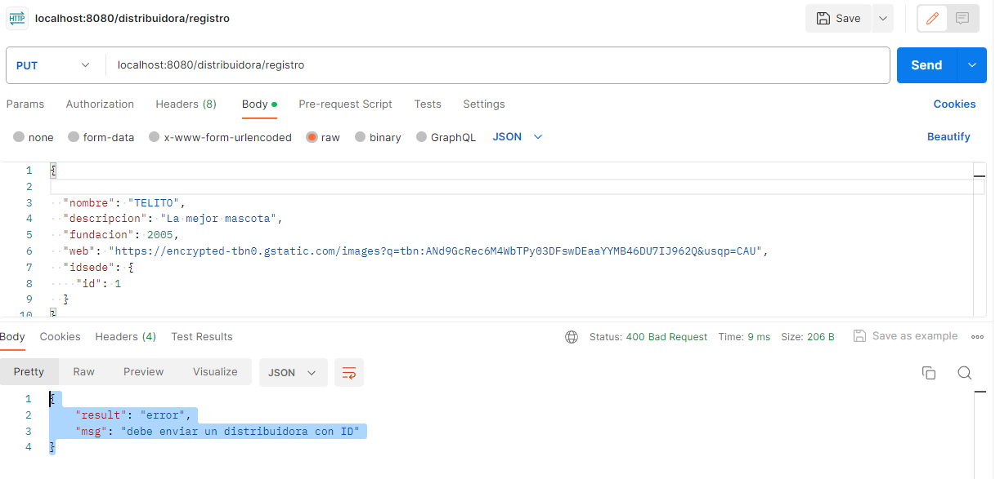 HTTP localhost:8080/distribuidora/registro Save
PUT localhost:8080/distribuidora/registro Send
Params Authorization Headers (8) Body Pre-request Script Tests Settings Cookies
none form-data x-www-form-urlencoded raw binary GraphQL JSON Beautify
1 {
2
3 "nombre": "TELITO",
4 "descripcion": "La mejor mascota",
5 "fundacion": 2005,
6 "web": "https://encrypted-tbn0.gstatic.com/images?q=tbn:ANd9GcRec6M4WbTPy03DFswDEaaYYMB46DU7IJ962Q&usqp=CAU",
7 "idsede": {
8 "id": 1
9 }
10 }
Body Cookies Headers (4) Test Results Status: 400 Bad Request Time: 9 ms Size: 206 B Save as example
Pretty Raw Preview Visualize JSON
1 {
2 "result": "error",
3 "msg": "debe enviar un distribuidora con ID"
4 }